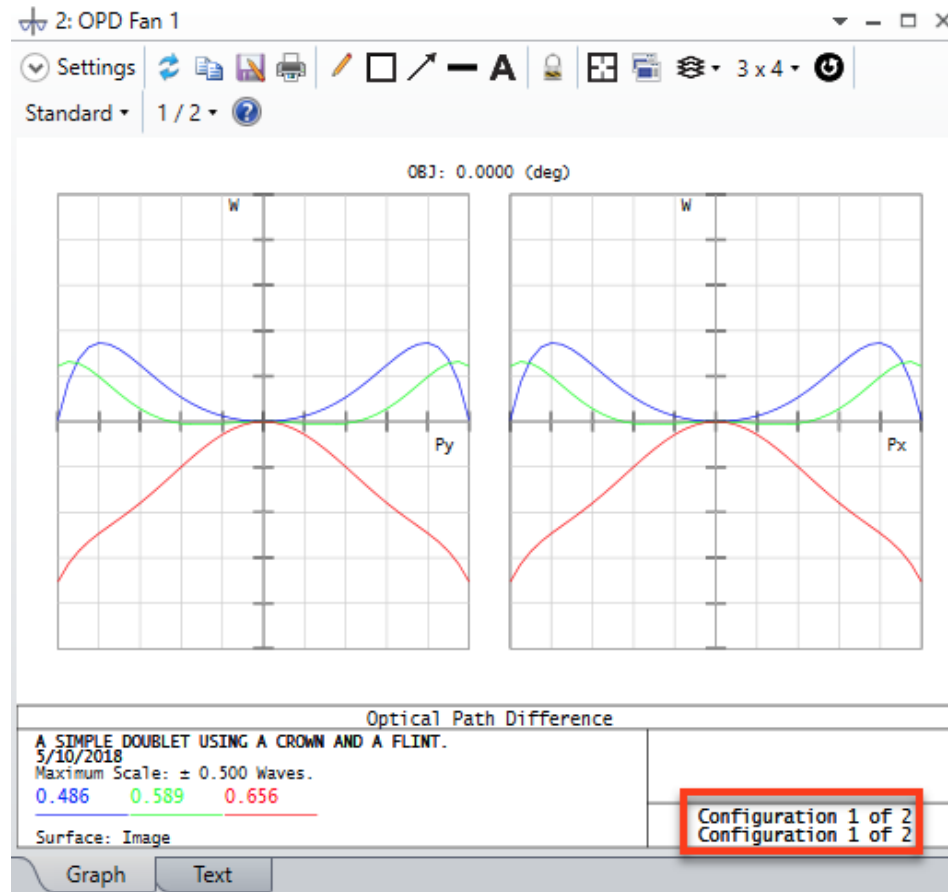 2: OPD Fan 1
Settings A 3 x 4
Standard 1 / 2 ?
OBJ: 0.0000 (deg)
W W
Py Px
Optical Path Difference
A SIMPLE DOUBLET USING A CROWN AND A FLINT.
5/10/2018
Maximum Scale: ± 0.500 Waves.
0.486 0.589 0.656
Surface: Image
Configuration 1 of 2
Configuration 1 of 2
Graph Text